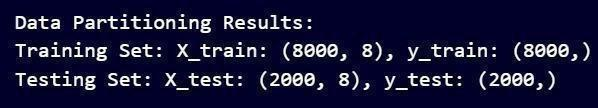 Data Partitioning Results:
Training Set: X_train: (8000, 8), y_train: (8000,)
Testing Set: X_test: (2000, 8), y_test: (2000,)